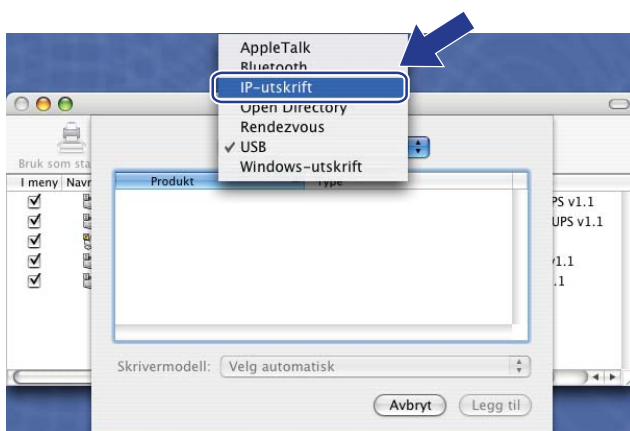 AppleTalk
Bluetooth
IP-utskrift
Open Directory
Rendezvous
✓ USB
Windows-utskrift
Bruk som sta
I meny Navn
Produkt Type
PS v1.1
UPS v1.1
v1.1
.1
Skrivermodell: Velg automatisk
Avbryt Legg til